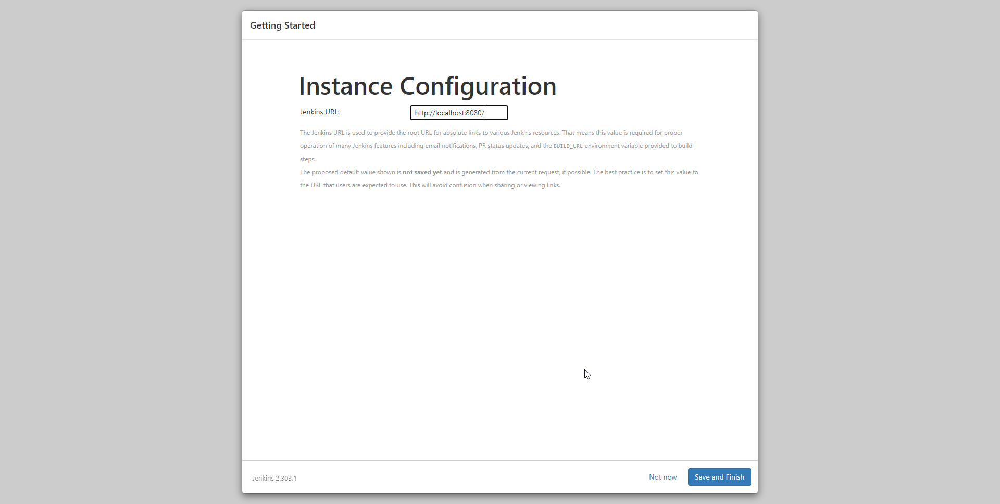 Getting Started
Instance Configuration
Jenkins URL: http://localhost:8080/
The Jenkins URL is used to provide the root URL for absolute links to various Jenkins resources. That means this value is required for proper
operation of many Jenkins features including email notifications, PR status updates, and the BUILD_URL environment variable provided to build
steps.
The proposed default value shown is not saved yet and is generated from the current request, if possible. The best practice is to set this value to
the URL that users are expected to use. This will avoid confusion when sharing or viewing links.
Jenkins 2.303.1 Not now Save and Finish